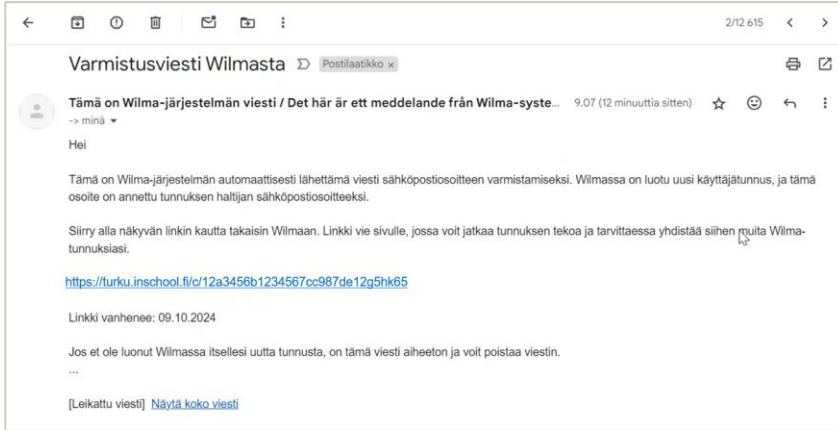 2/12 615
Varmistusviesti Wilmasta Postilaatikko ×
Tämä on Wilma-järjestelmän viesti / Det här är ett meddelande från Wilma-syste... 9.07 (12 minuuttia sitten)
-> minä
Hei
Tämä on Wilma-järjestelmän automaattisesti lähettämä viesti sähköpostiosoitteen varmistamiseksi. Wilmassa on luotu uusi käyttäjätunnus, ja tämä
osoite on annettu tunnuksen haltijan sähköpostiosoitteeksi.
Siirry alla näkyvän linkin kautta takaisin Wilmaan. Linkki vie sivulle, jossa voit jatkaa tunnuksen tekoa ja tarvittaessa yhdistää siihen muita Wilma-
tunnuksiasi.
https://turku.inschool.fi/c/12a3456b1234567cc987de12g5hk65
Linkki vanhenee: 09.10.2024
Jos et ole luonut Wilmassa itsellesi uutta tunnusta, on tämä viesti aiheeton ja voit poistaa viestin.
...
[Leikattu viesti] Näytä koko viesti